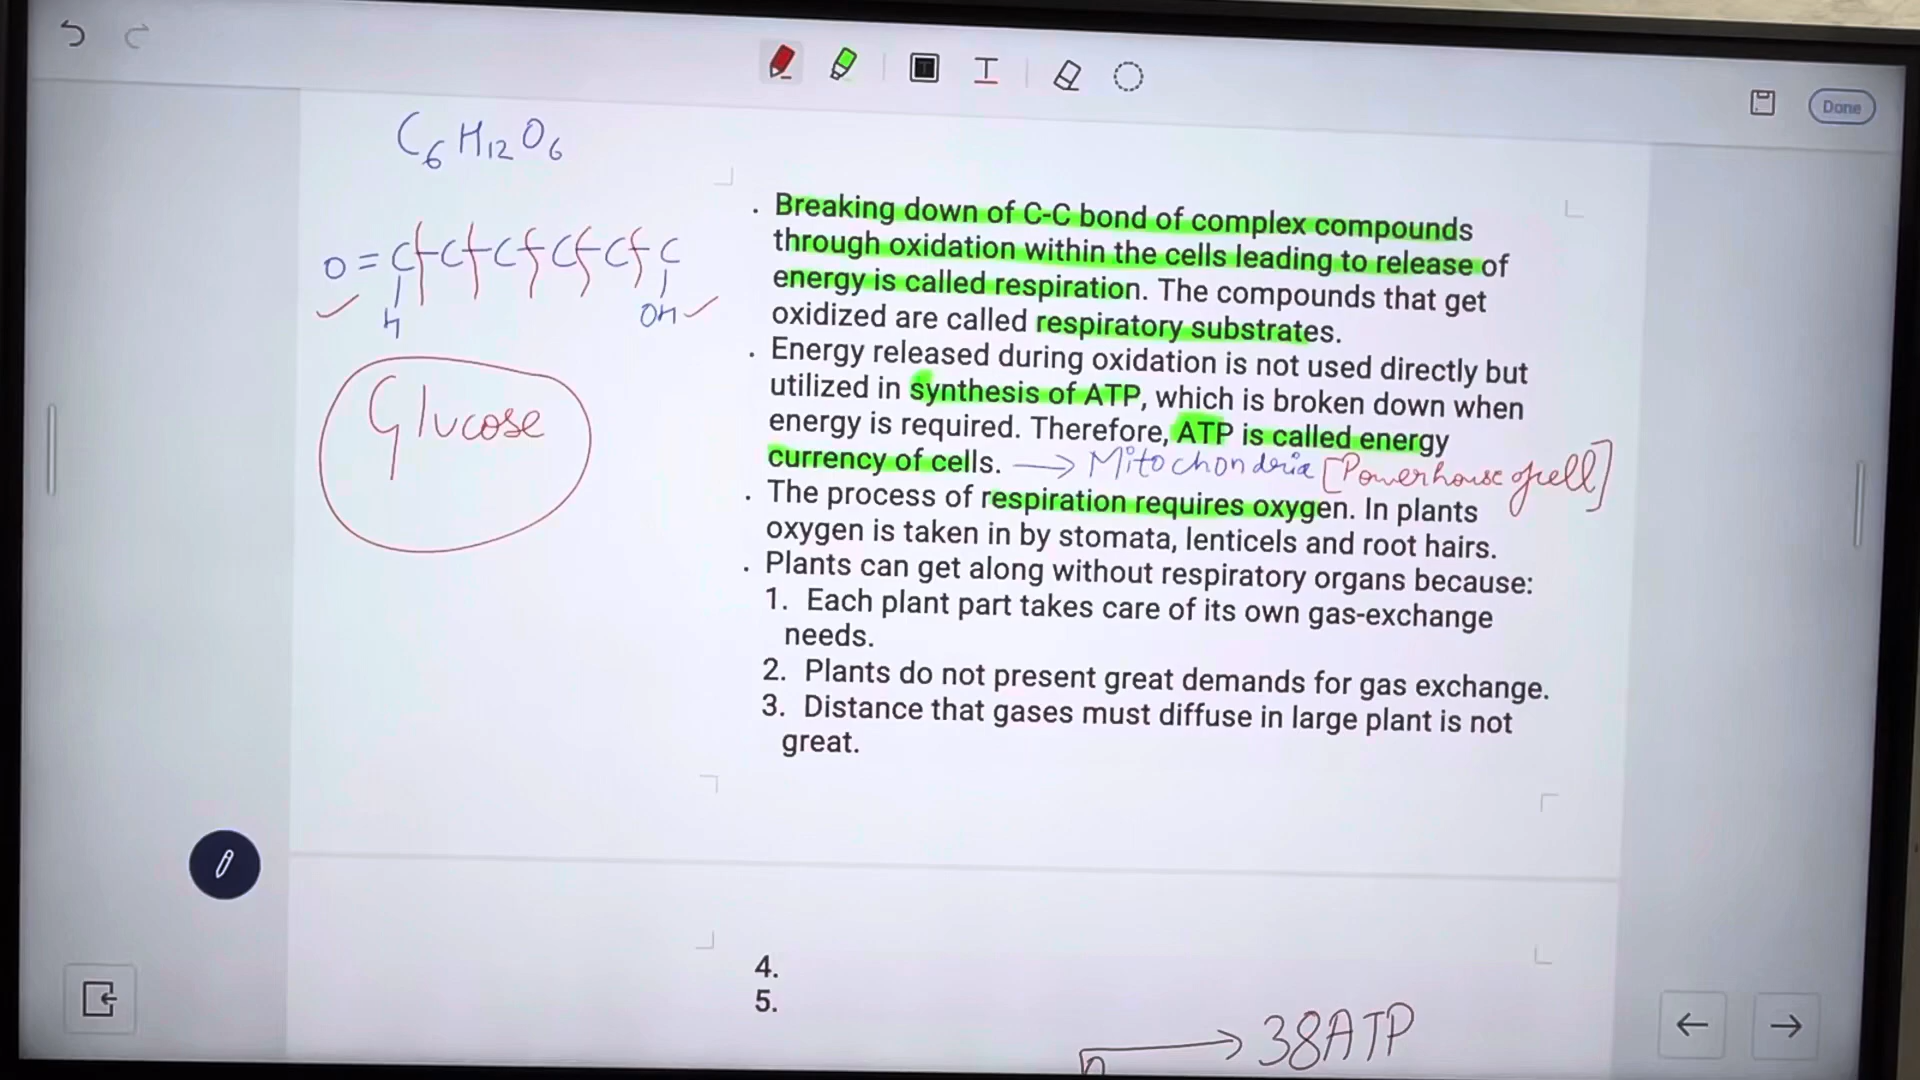 Done
C6H12O6
O=C-C-C-C-C-C
H OH
Glucose
. Breaking down of C-C bond of complex compounds
through oxidation within the cells leading to release of
energy is called respiration. The compounds that get
oxidized are called respiratory substrates.
. Energy released during oxidation is not used directly but
utilized in synthesis of ATP, which is broken down when
energy is required. Therefore, ATP is called energy
currency of cells. → Mitochondria [Powerhouse of cell]
. The process of respiration requires oxygen. In plants
oxygen is taken in by stomata, lenticels and root hairs.
. Plants can get along without respiratory organs because:
1. Each plant part takes care of its own gas-exchange
needs.
2. Plants do not present great demands for gas exchange.
3. Distance that gases must diffuse in large plant is not
great.
4.
5.
→ 38ATP